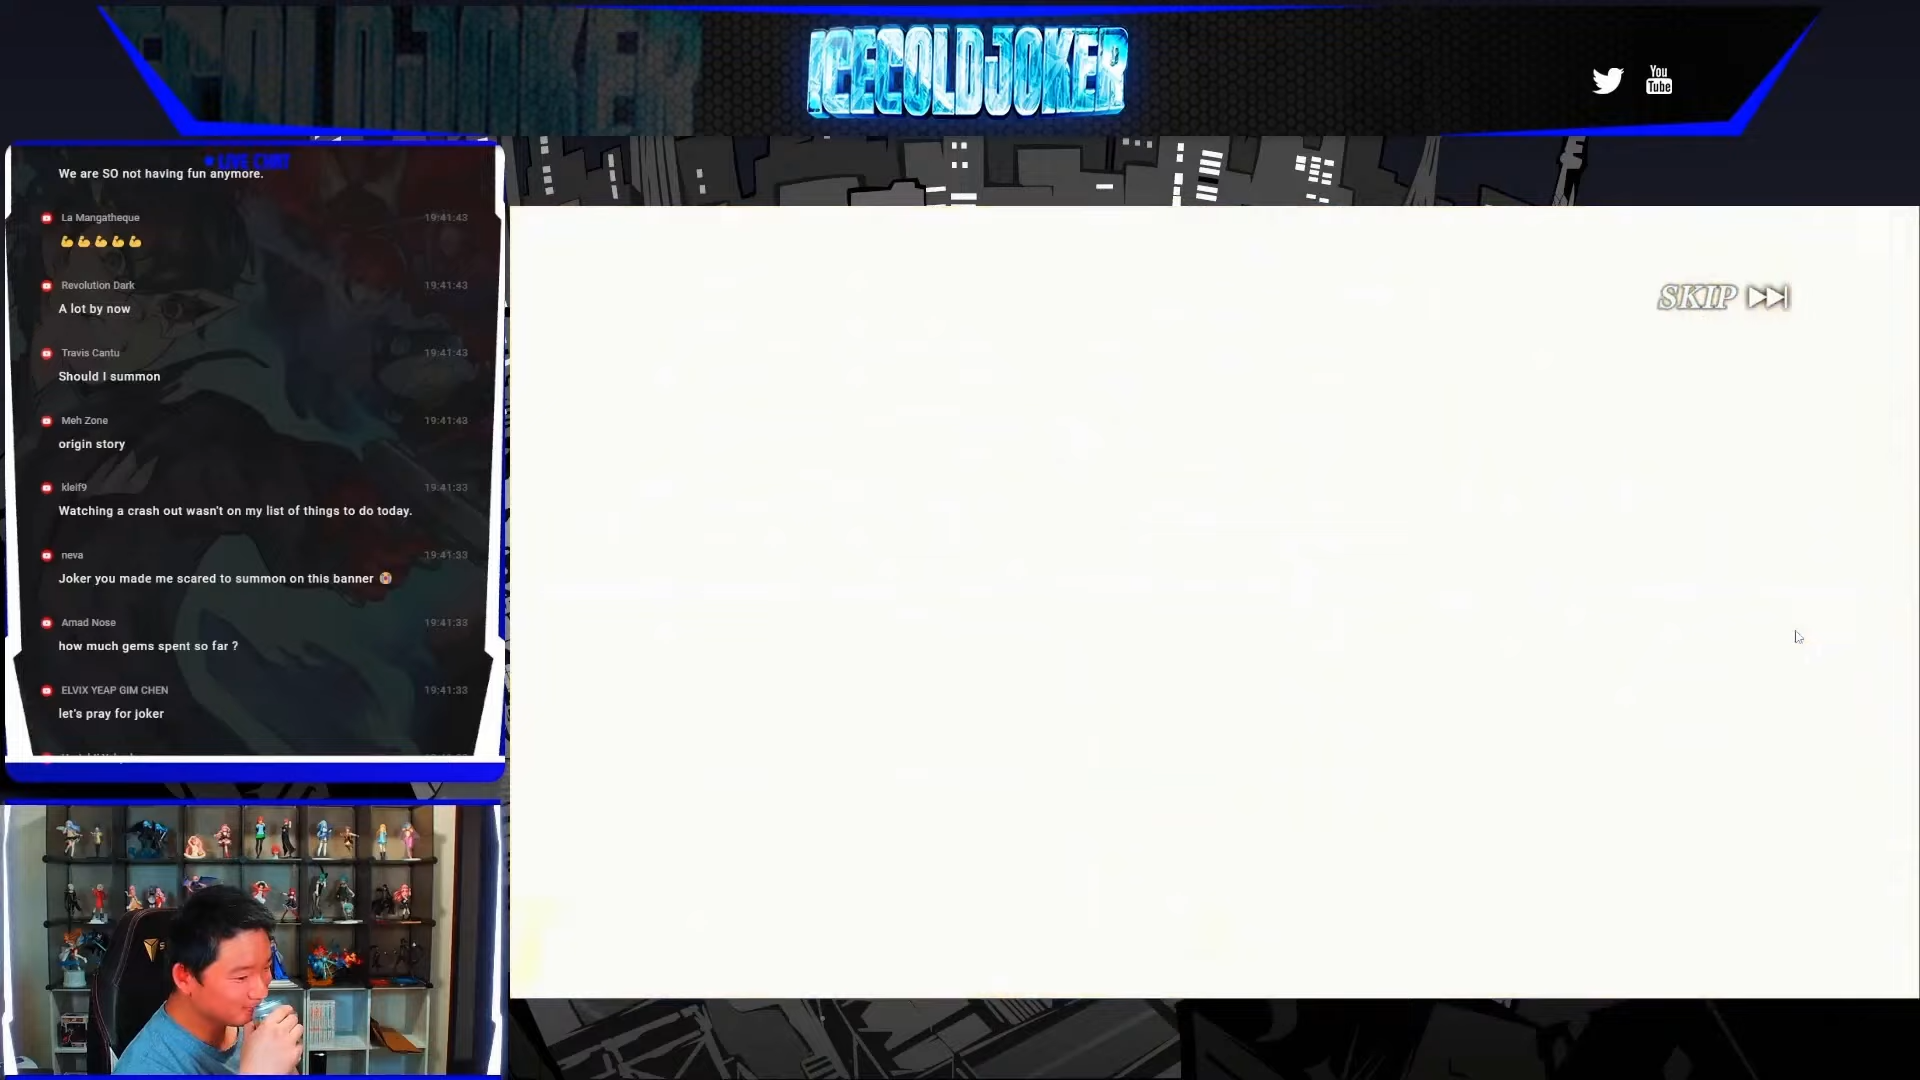 ICECOLDJOKER
You
Tube
LIVE CHAT
We are SO not having fun anymore.
La Mangatheque 19:41:43
💪💪💪💪💪
Revolution Dark 19:41:43
A lot by now
Travis Cantu 19:41:43
Should I summon
Meh Zone 19:41:43
origin story
kleif9 19:41:33
Watching a crash out wasn't on my list of things to do today.
neva 19:41:33
Joker you made me scared to summon on this banner
Amad Nose 19:41:33
how much gems spent so far ?
ELVIX YEAP GIM CHEN 19:41:33
let's pray for joker
SKIP